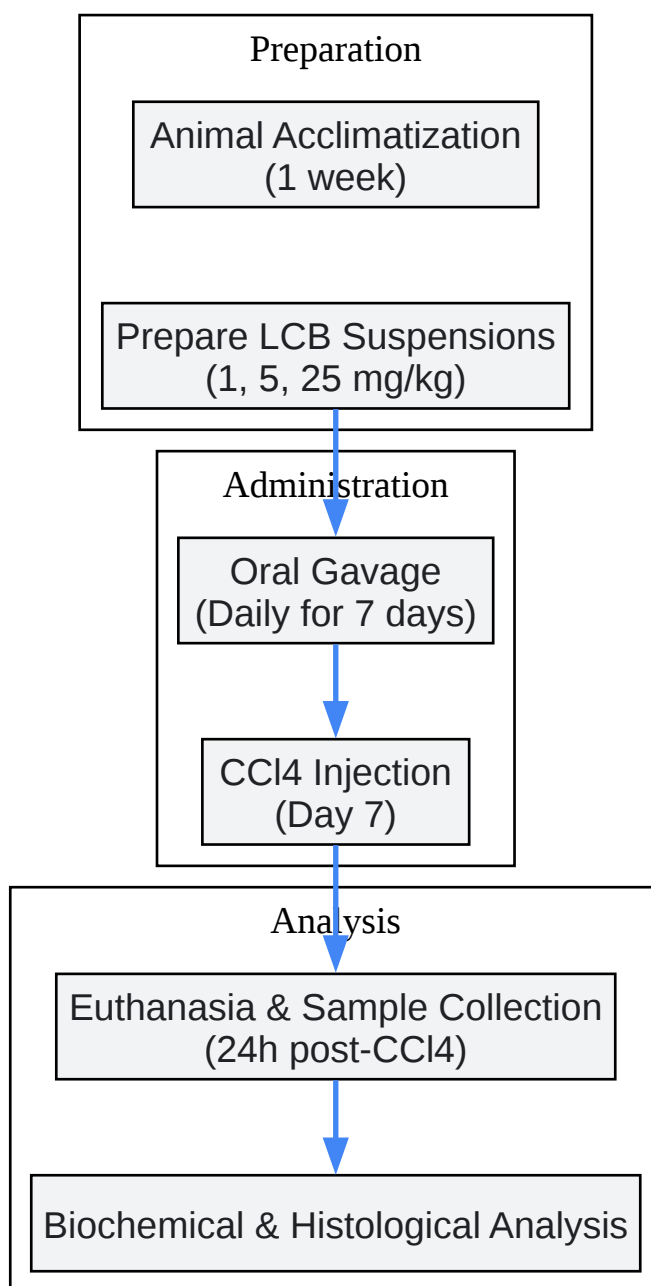 Preparation
Animal Acclimatization
(1 week)
Prepare LCB Suspensions
(1, 5, 25 mg/kg)
Administration
Oral Gavage
(Daily for 7 days)
CCl4 Injection
(Day 7)
Analysis
Euthanasia & Sample Collection
(24h post-CCl4)
Biochemical & Histological Analysis